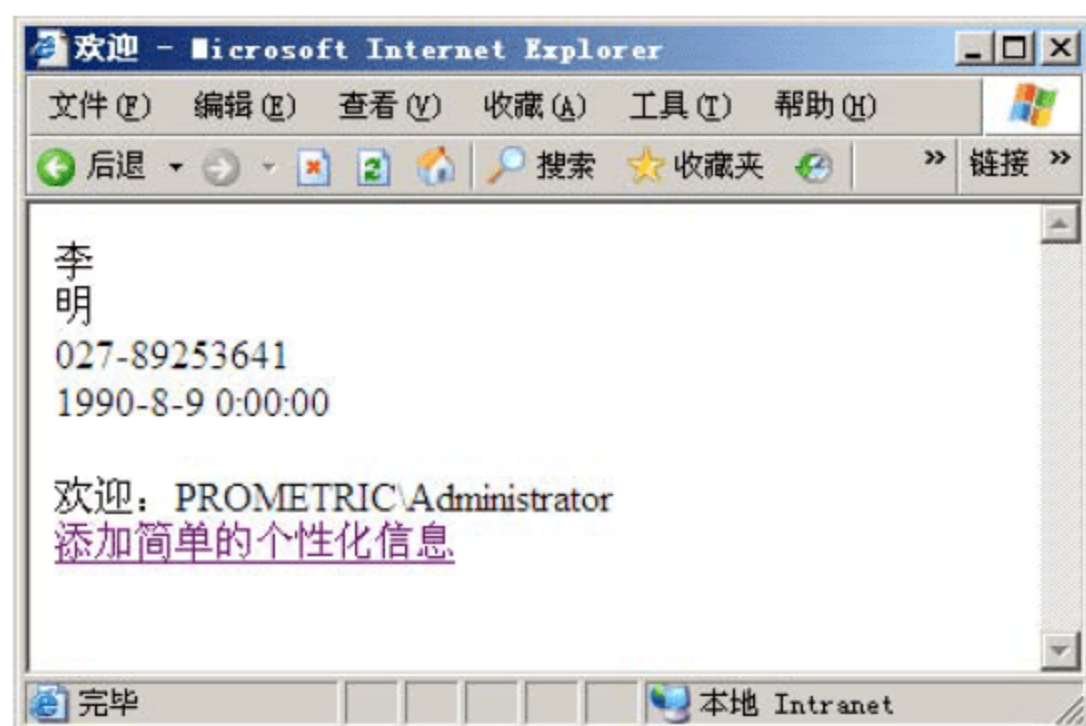 欢迎 - Microsoft Internet Explorer
文件(F) 编辑(E) 查看(V) 收藏(A) 工具(T) 帮助(H)
后退 搜索 收藏夹 » 链接 »
李
明
027-89253641
1990-8-9 0:00:00
欢迎：PROMETRIC\Administrator
添加简单的个性化信息
完毕 本地 Intranet